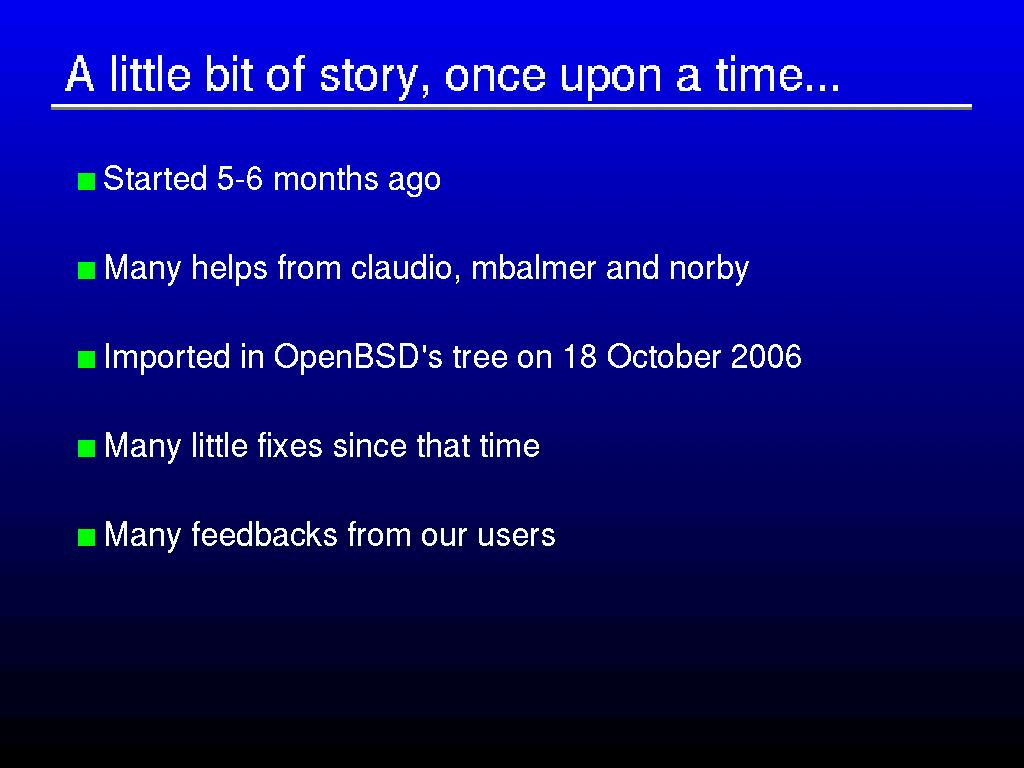 A little bit of story, once upon a time...
Started 5-6 months ago
Many helps from claudio, mbalmer and norby
Imported in OpenBSD's tree on 18 October 2006
Many little fixes since that time
Many feedbacks from our users